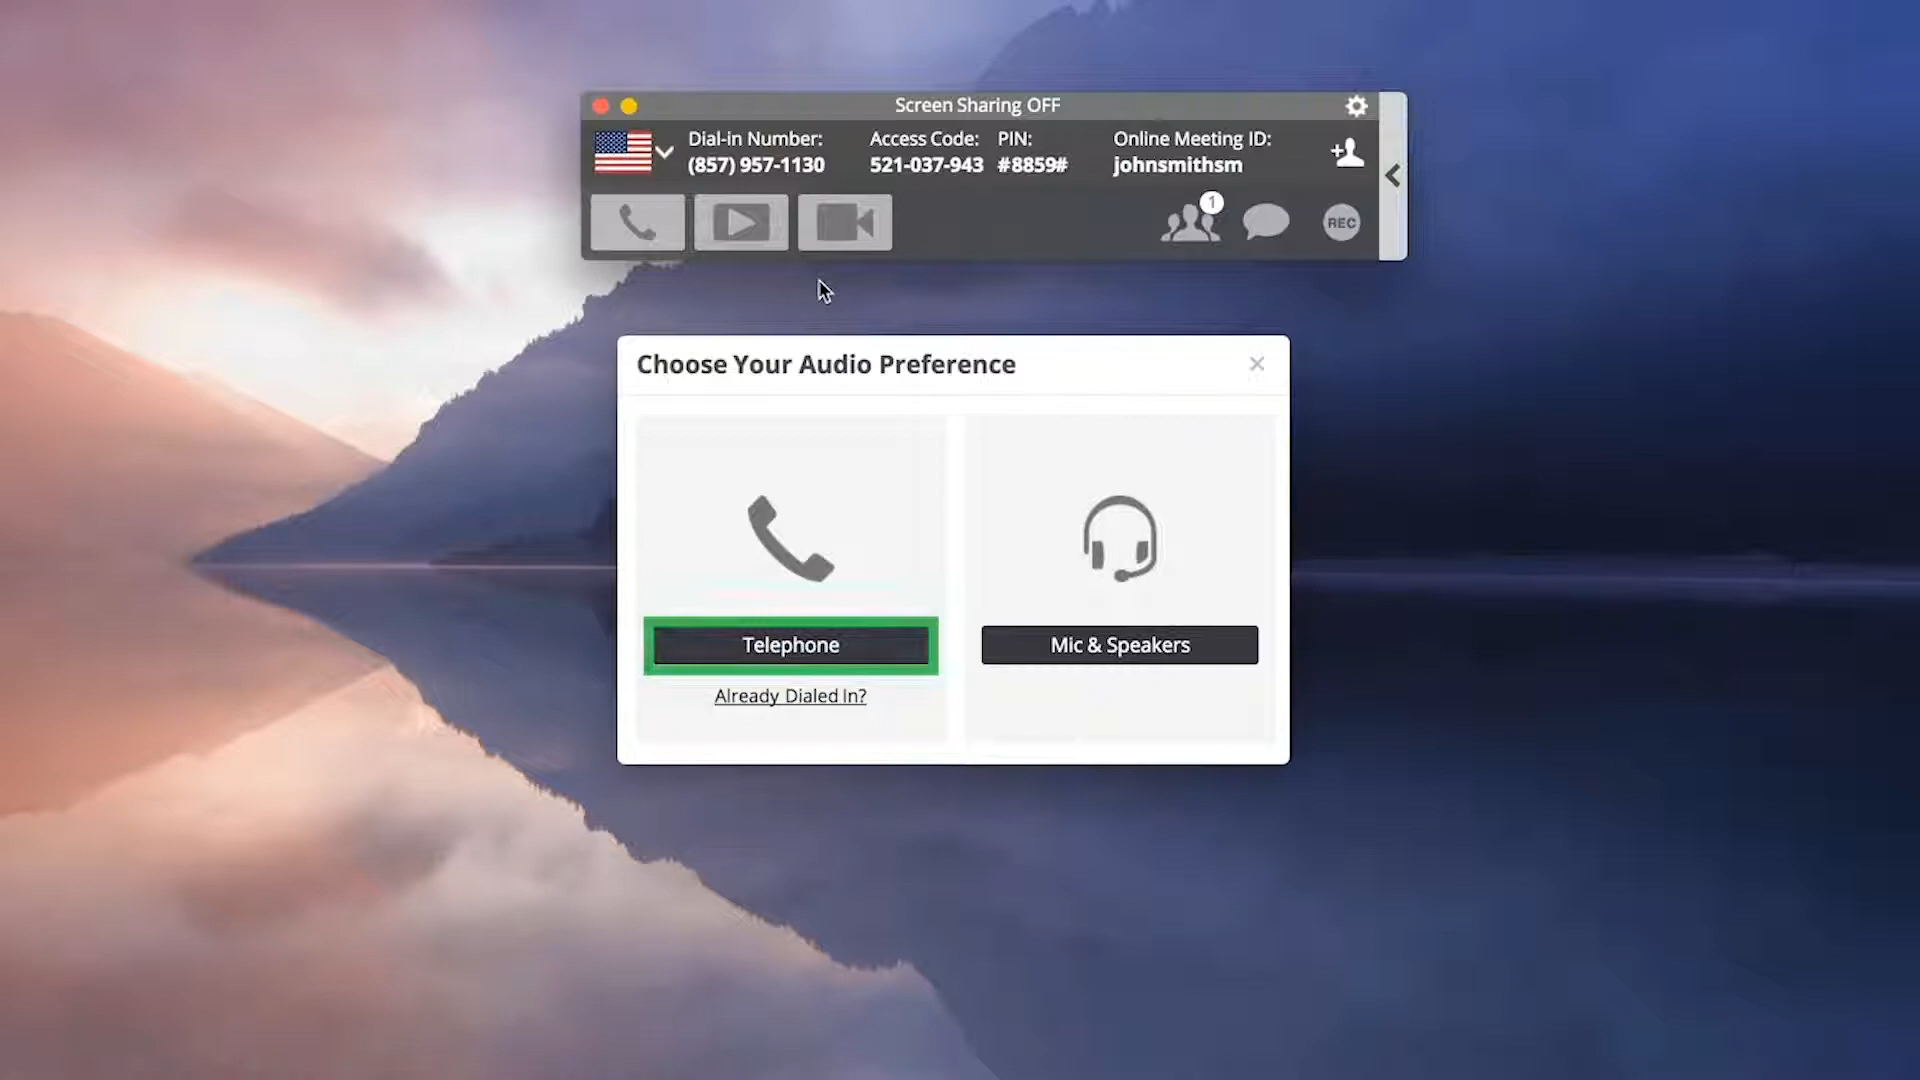 Screen Sharing OFF
Dial-in Number: Access Code: PIN: Online Meeting ID:
(857) 957-1130 521-037-943 #8859# johnsmithsm
1
REC
Choose Your Audio Preference
Telephone Mic & Speakers
Already Dialed In?